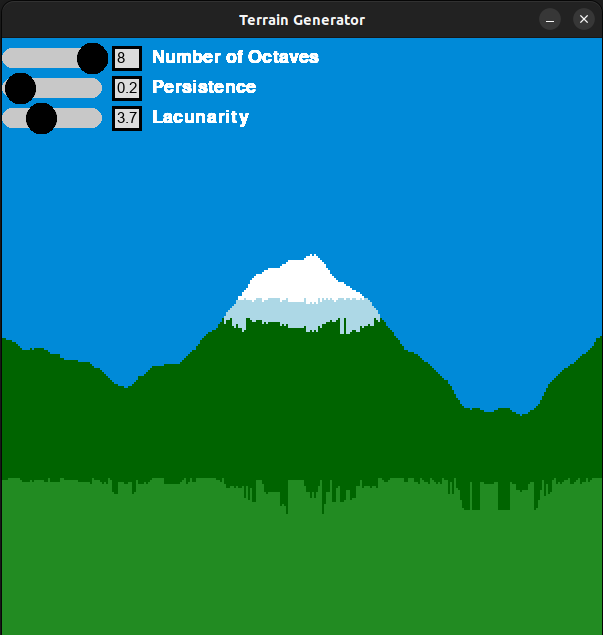 Terrain Generator
8 Number of Octaves
0.2 Persistence
3.7 Lacunarity